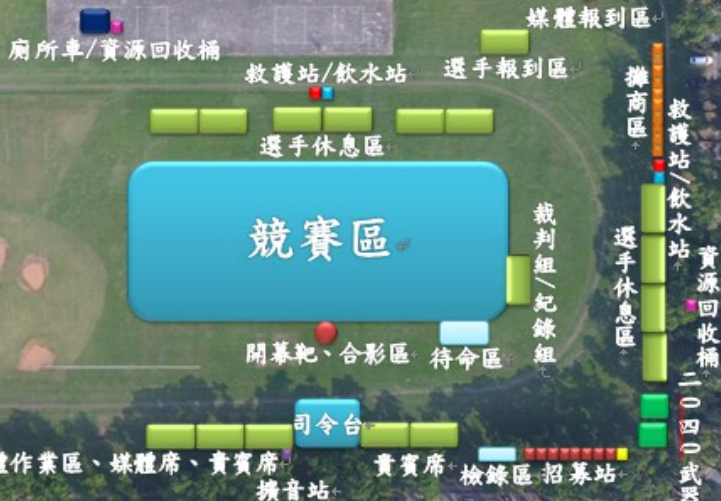 媒體報到區
廁所車/資源回收桶
選手報到區
救護站/飲水站
攤商區
救護站/飲水站
選手休息區
競賽區
裁判組/紀錄組
選手休息區
資源回收桶
開幕靶、合影區
待命區
二0四0武器
司令台
作業區、媒體席、貴賓席
貴賓席
檢錄區
招募站
擴音站